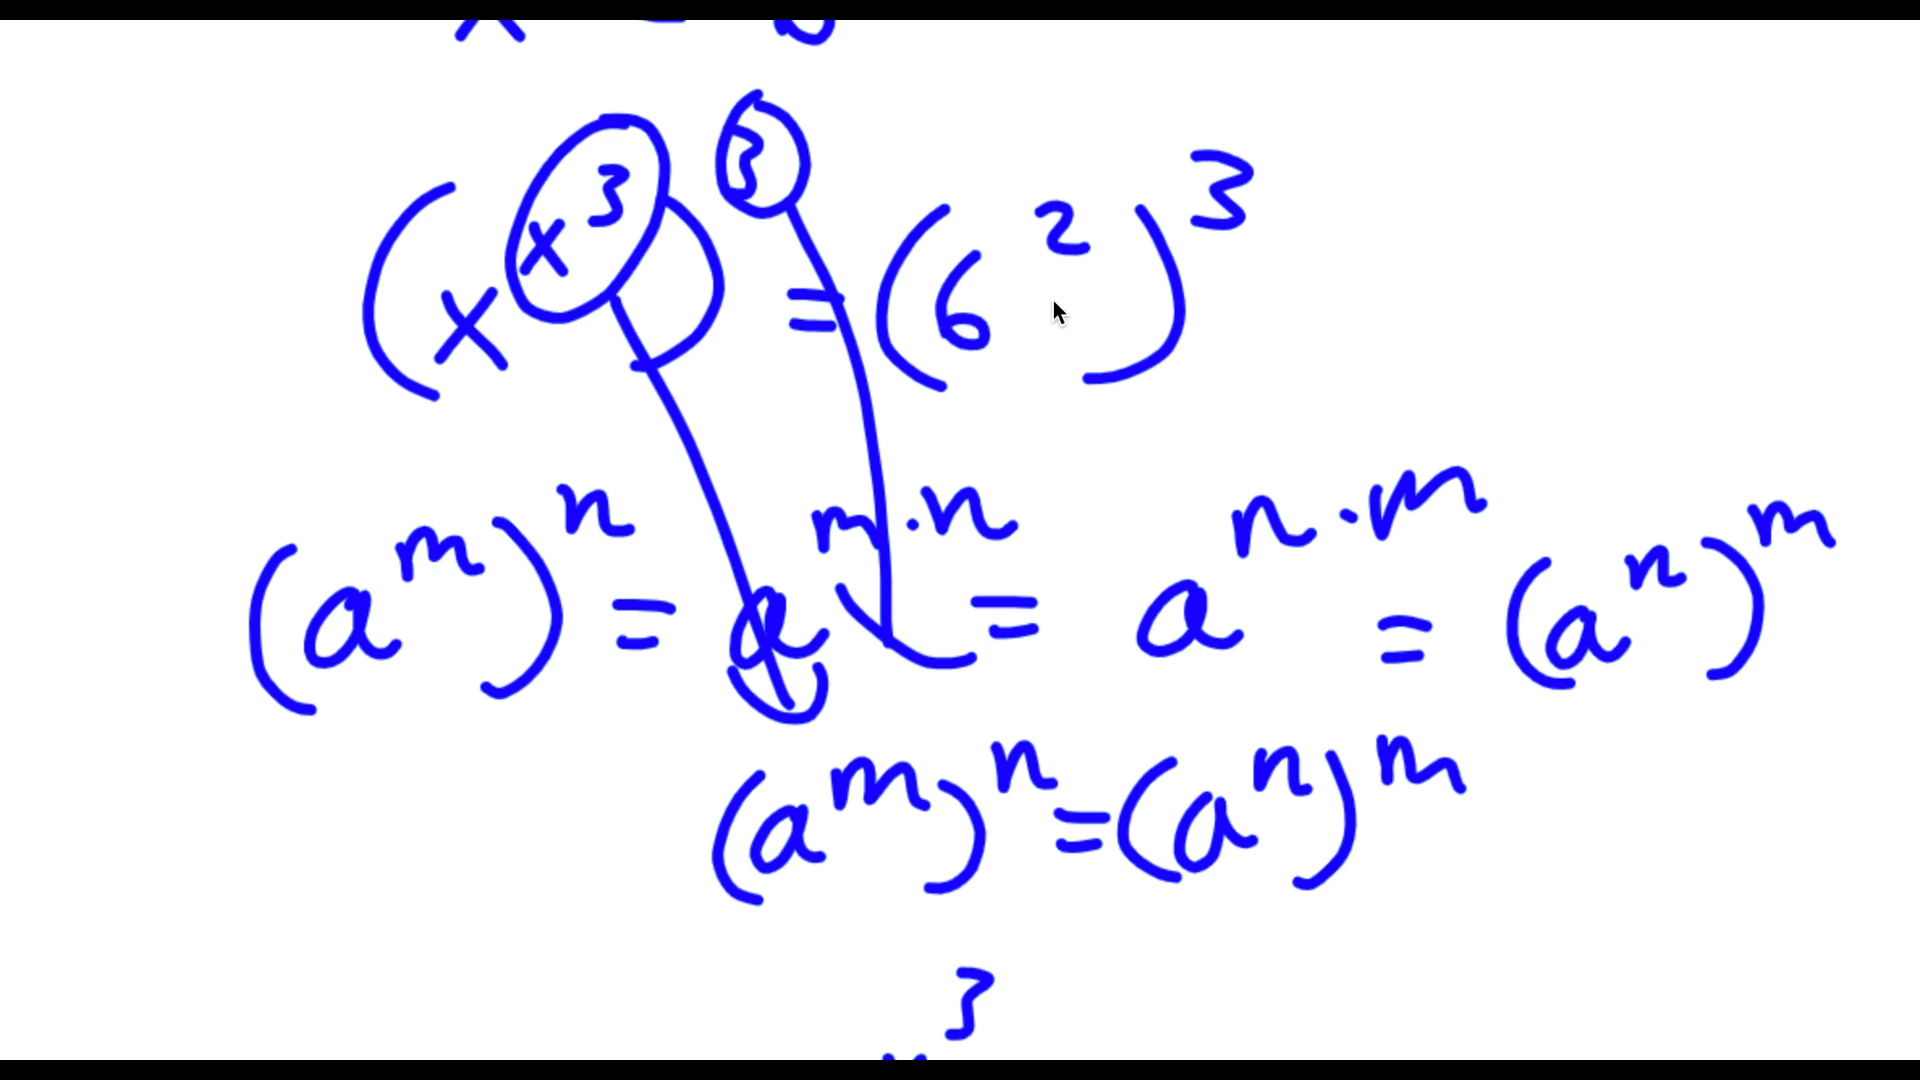 (x^{x^3})^3 = (6^2)^3
(a^m)^n = a^{m·n} = a^{n·m} = (a^n)^m
(a^m)^n = (a^n)^m
3